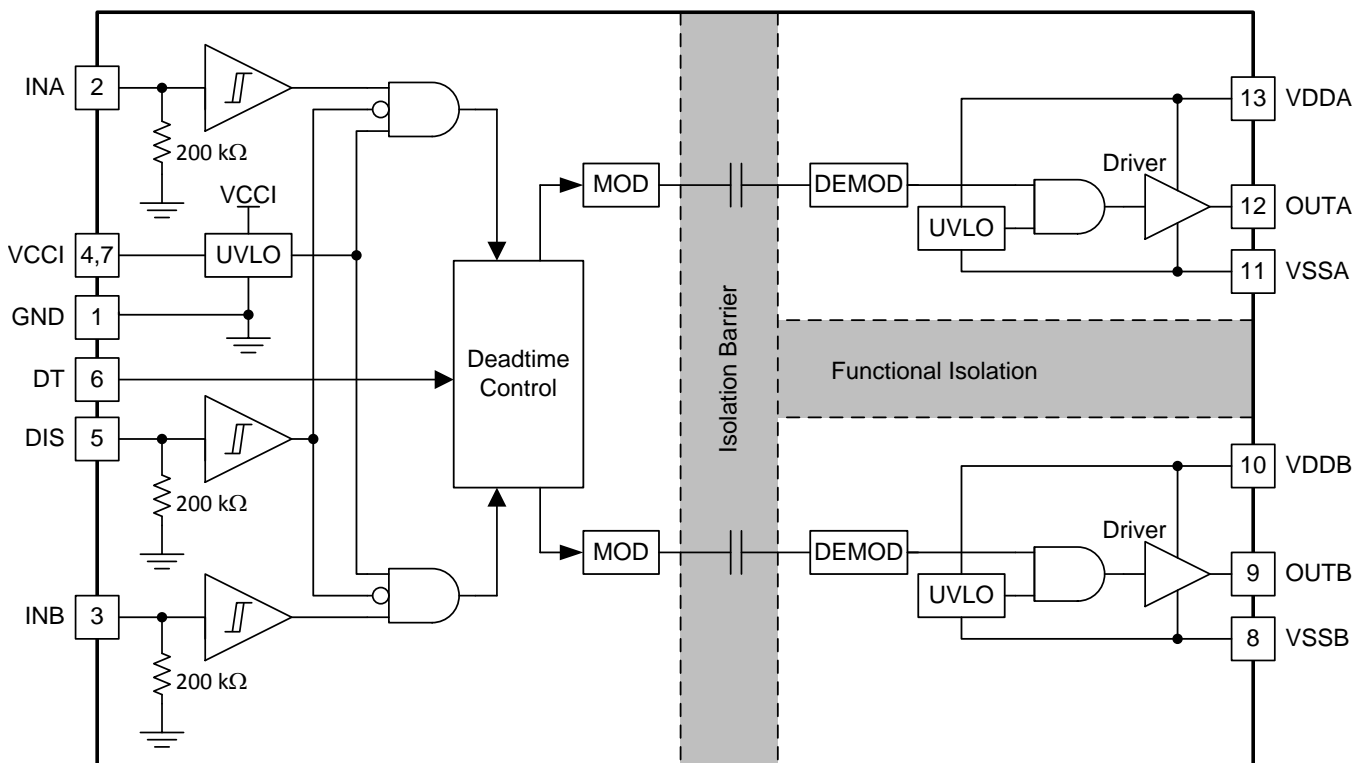 INA
2
200 kΩ
VCCI
VCCI
4,7
UVLO
GND
1
DT
6
DIS
5
200 kΩ
INB
3
200 kΩ
Deadtime
Control
MOD
MOD
Isolation Barrier
Functional Isolation
DEMOD
UVLO
Driver
13
VDDA
12
OUTA
11
VSSA
DEMOD
UVLO
Driver
10
VDDB
9
OUTB
8
VSSB